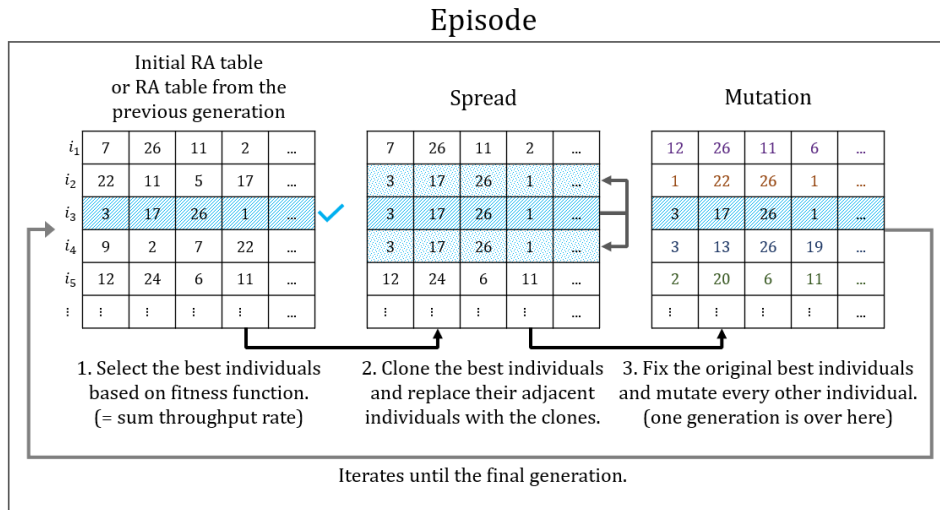 Episode
Initial RA table
or RA table from the
previous generation
Spread
Mutation
i1 7 26 11 2 ...
i2 22 11 5 17 ...
i3 3 17 26 1 ...
i4 9 2 7 22 ...
i5 12 24 6 11 ...
⋮ ⋮ ⋮ ⋮ ⋮ ...
7 26 11 2 ...
3 17 26 1 ...
3 17 26 1 ...
3 17 26 1 ...
12 24 6 11 ...
⋮ ⋮ ⋮ ⋮ ...
12 26 11 6 ...
1 22 26 1 ...
3 17 26 1 ...
3 13 26 19 ...
2 20 6 11 ...
⋮ ⋮ ⋮ ⋮ ...
1. Select the best individuals
based on fitness function.
(= sum throughput rate)
2. Clone the best individuals
and replace their adjacent
individuals with the clones.
3. Fix the original best individuals
and mutate every other individual.
(one generation is over here)
Iterates until the final generation.